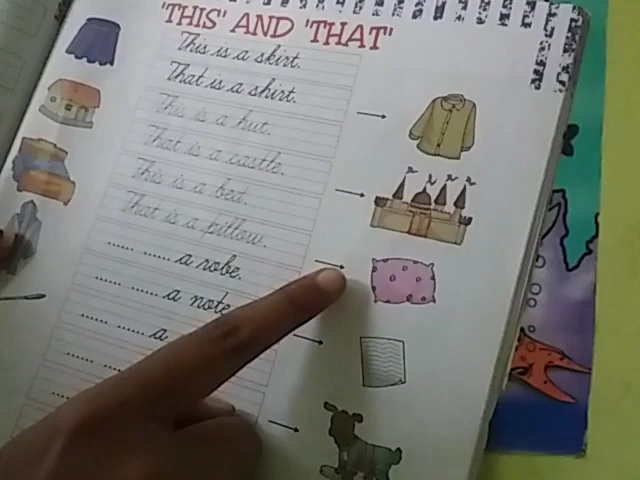 'THIS' AND 'THAT'
This is a skirt.
That is a shirt.
This is a hut.
That is a castle.
This is a bed.
That is a pillow.
...... ...... a robe.
...... ...... a note
...... ...... a